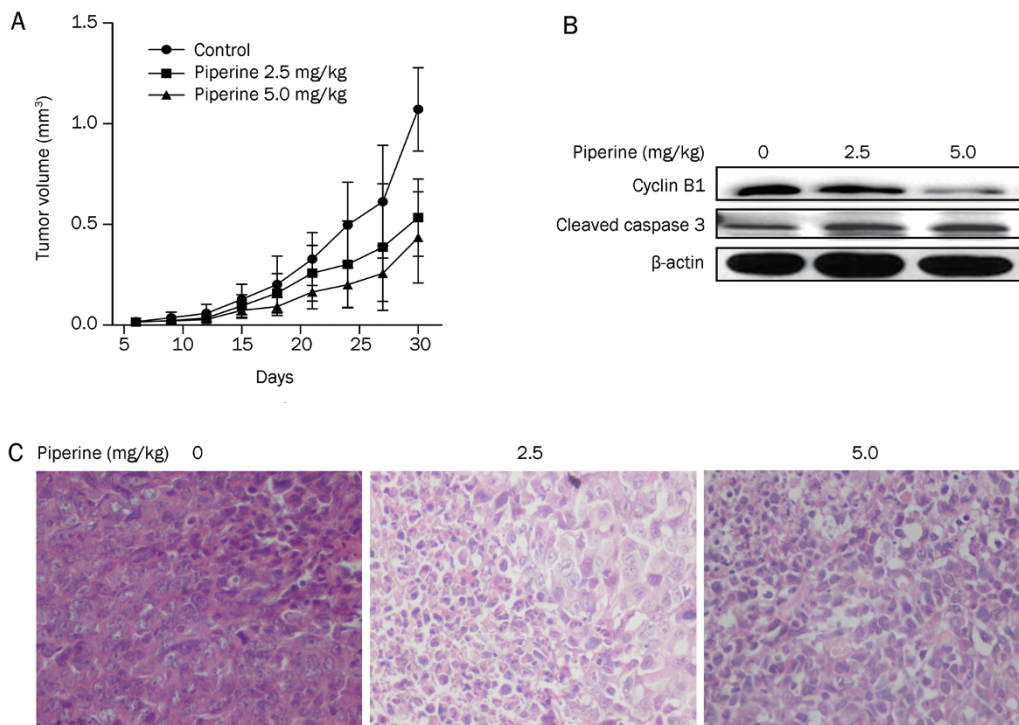 A
1.5
1.0
0.5
0.0
Tumor volume (mm³)
Control
Piperine 2.5 mg/kg
Piperine 5.0 mg/kg
5 10 15 20 25 30
Days
B
Piperine (mg/kg) 0 2.5 5.0
Cyclin B1
Cleaved caspase 3
β-actin
C Piperine (mg/kg) 0 2.5 5.0